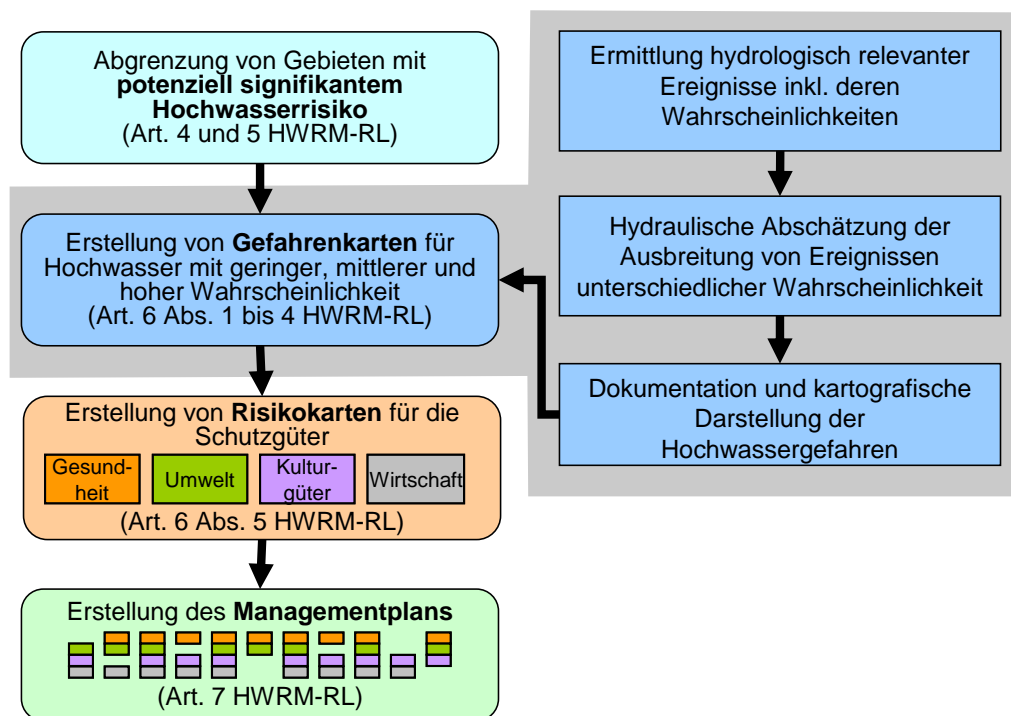 Abgrenzung von Gebieten mit
potenziell signifikantem
Hochwasserrisiko
(Art. 4 und 5 HWRM-RL)
Erstellung von Gefahrenkarten für
Hochwasser mit geringer, mittlerer und
hoher Wahrscheinlichkeit
(Art. 6 Abs. 1 bis 4 HWRM-RL)
Erstellung von Risikokarten für die
Schutzgüter
Gesund-
heit
Umwelt
Kultur-
güter
Wirtschaft
(Art. 6 Abs. 5 HWRM-RL)
Erstellung des Managementplans
(Art. 7 HWRM-RL)
Ermittlung hydrologisch relevanter
Ereignisse inkl. deren
Wahrscheinlichkeiten
Hydraulische Abschätzung der
Ausbreitung von Ereignissen
unterschiedlicher Wahrscheinlichkeit
Dokumentation und kartografische
Darstellung der
Hochwassergefahren